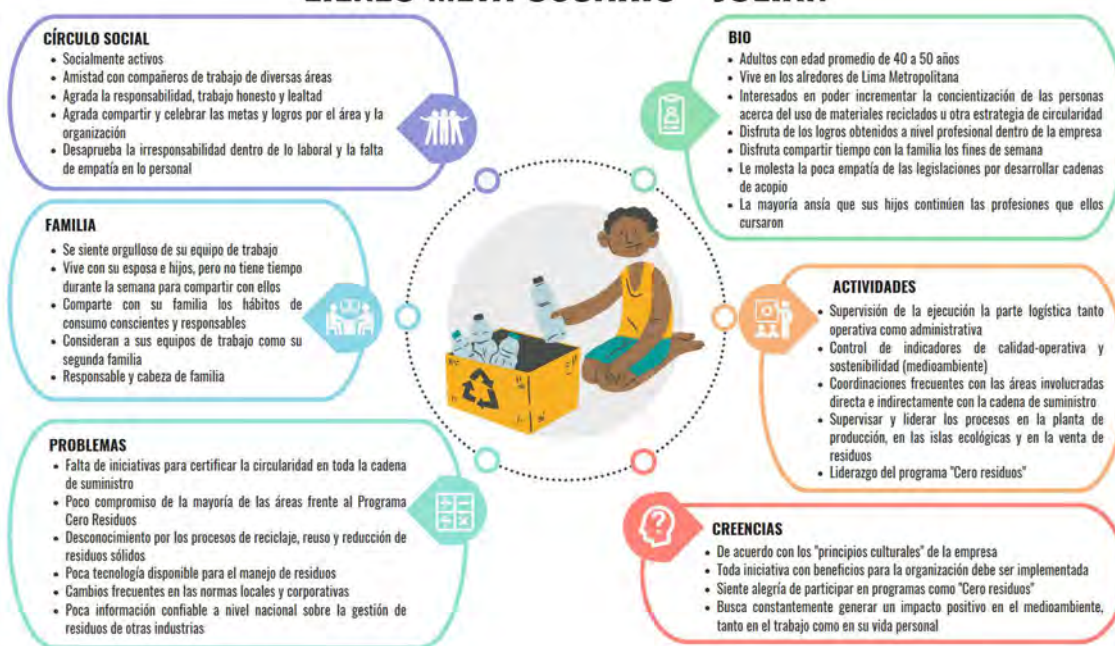 CÍRCULO SOCIAL
• Socialmente activos
• Amistad con compañeros de trabajo de diversas áreas
• Agrada la responsabilidad, trabajo honesto y lealtad
• Agrada compartir y celebrar las metas y logros por el área y la
organización
• Desaprueba la irresponsabilidad dentro de lo laboral y la falta
de empatía en lo personal
FAMILIA
• Se siente orgulloso de su equipo de trabajo
• Vive con su esposa e hijos, pero no tiene tiempo
durante la semana para compartir con ellos
• Comparte con su familia los hábitos de
consumo conscientes y responsables
• Consideran a sus equipos de trabajo como su
segunda familia
• Responsable y cabeza de familia
PROBLEMAS
• Falta de iniciativas para certificar la circularidad en toda la cadena
de suministro
• Poco compromiso de la mayoría de las áreas frente al Programa
Cero Residuos
• Desconocimiento por los procesos de reciclaje, reuso y reducción de
residuos sólidos
• Poca tecnología disponible para el manejo de residuos
• Cambios frecuentes en las normas locales y corporativas
• Poca información confiable a nivel nacional sobre la gestión de
residuos de otras industrias
BIO
• Adultos con edad promedio de 40 a 50 años
• Vive en los alredores de Lima Metropolitana
• Interesados en poder incrementar la concientización de las personas
acerca del uso de materiales reciclados u otra estrategia de circularidad
• Disfruta de los logros obtenidos a nivel profesional dentro de la empresa
• Disfruta compartir tiempo con la familia los fines de semana
• Le molesta la poca empatía de las legislaciones por desarrollar cadenas
de acopio
• La mayoría ansía que sus hijos continúen las profesiones que ellos
cursaron
ACTIVIDADES
• Supervisión de la ejecución la parte logística tanto
operativa como administrativa
• Control de indicadores de calidad-operativa y
sostenibilidad (medioambiente)
• Coordinaciones frecuentes con las áreas involucradas
directa e indirectamente con la cadena de suministro
• Supervisar y liderar los procesos en la planta de
producción, en las islas ecológicas y en la venta de
residuos
• Liderazgo del programa "Cero residuos"
CREENCIAS
• De acuerdo con los "principios culturales" de la empresa
• Toda iniciativa con beneficios para la organización debe ser implementada
• Siente alegría de participar en programas como "Cero residuos"
• Busca constantemente generar un impacto positivo en el medioambiente,
tanto en el trabajo como en su vida personal